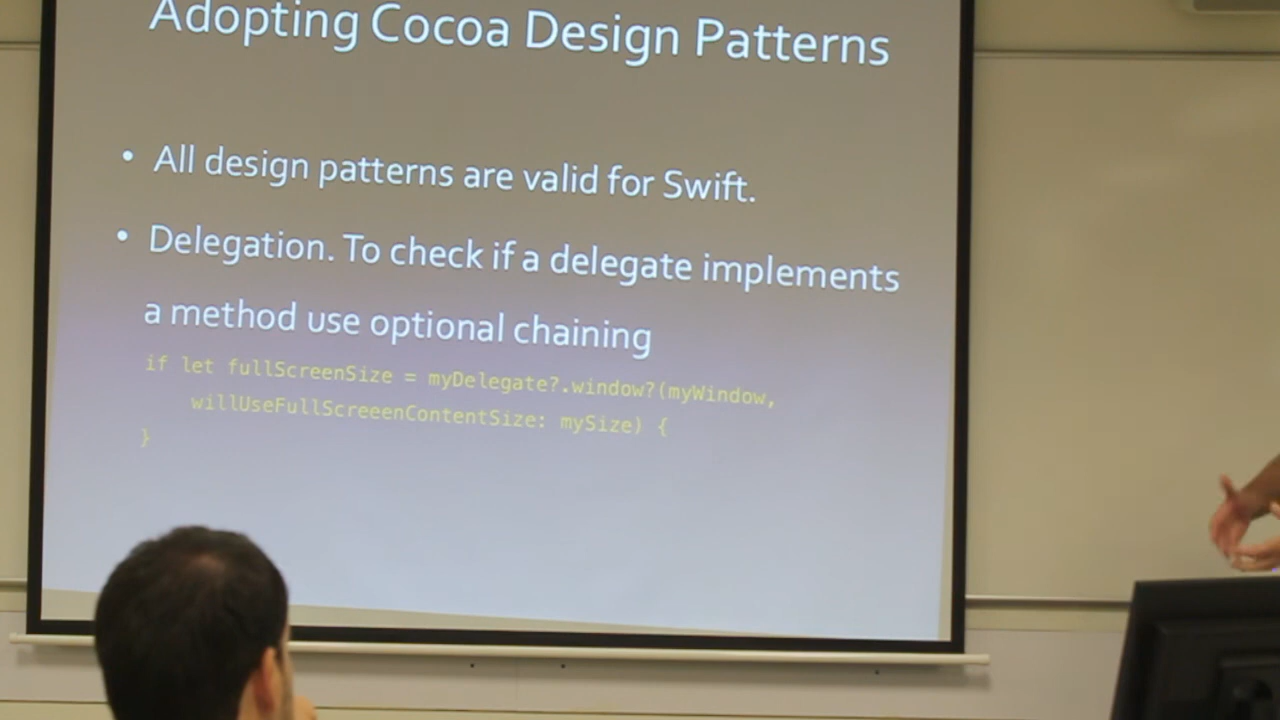 Adopting Cocoa Design Patterns
• All design patterns are valid for Swift.
• Delegation. To check if a delegate implements
a method use optional chaining
if let fullScreenSize = myDelegate?.window?(myWindow,
willUseFullScreeenContentSize: mySize) {
}